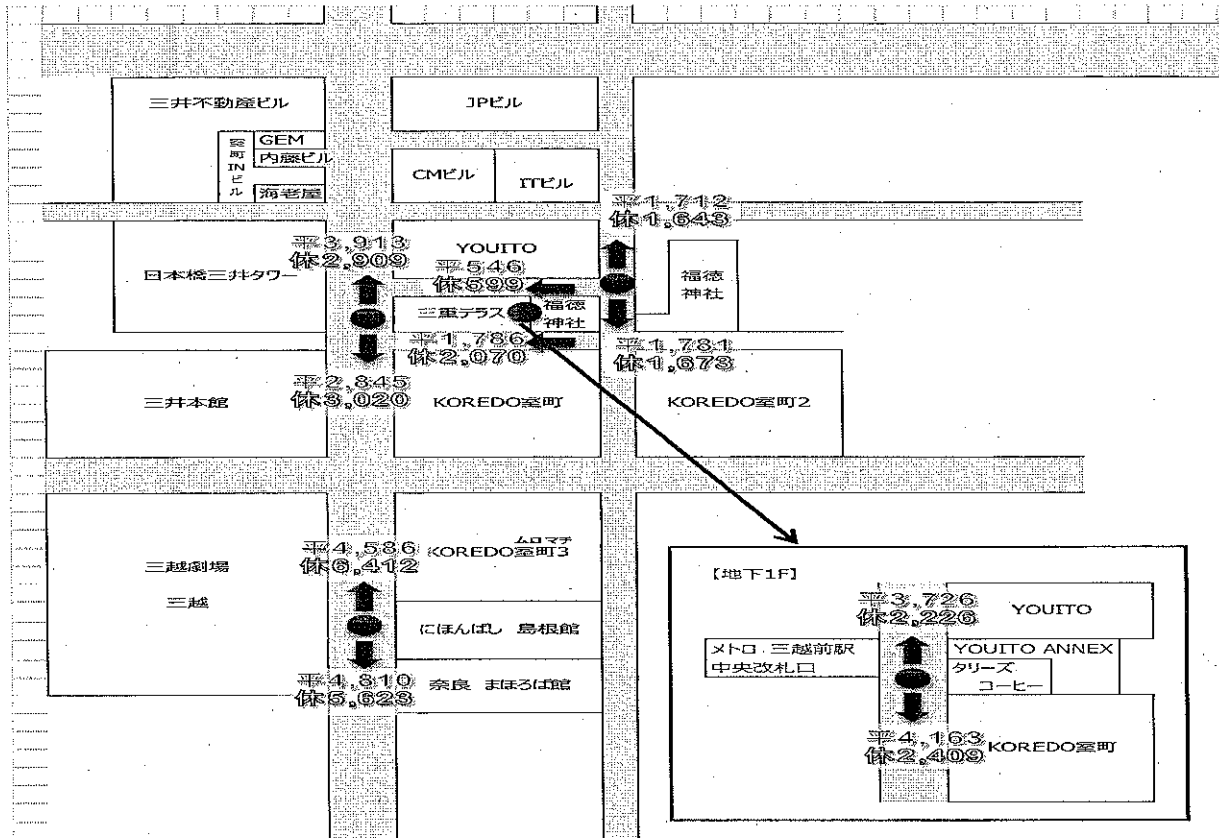 三井不動産ビル
JPビル
室町INビル
GEM
内藤ビル
海老屋
CMビル
ITビル
平1,712
休1,643
平3,913
休2,909
YOUITO
平546
休599
日本橋三井タワー
福徳
神社
三重テラス
福徳
神社
平1,786
休2,070
平1,781
休1,673
平2,845
休3,020
三井本館
KOREDO室町
KOREDO室町2
平4,586
休6,412
ムロマチ
KOREDO室町3
三越劇場
三越
にほんばし 島根館
平4,810
休5,623
奈良 まほろば館
【地下1F】
平3,726
休2,226
YOUITO
メトロ 三越前駅
中央改札口
YOUITO ANNEX
タリーズ
コーヒー
平4,163
休2,409
KOREDO室町